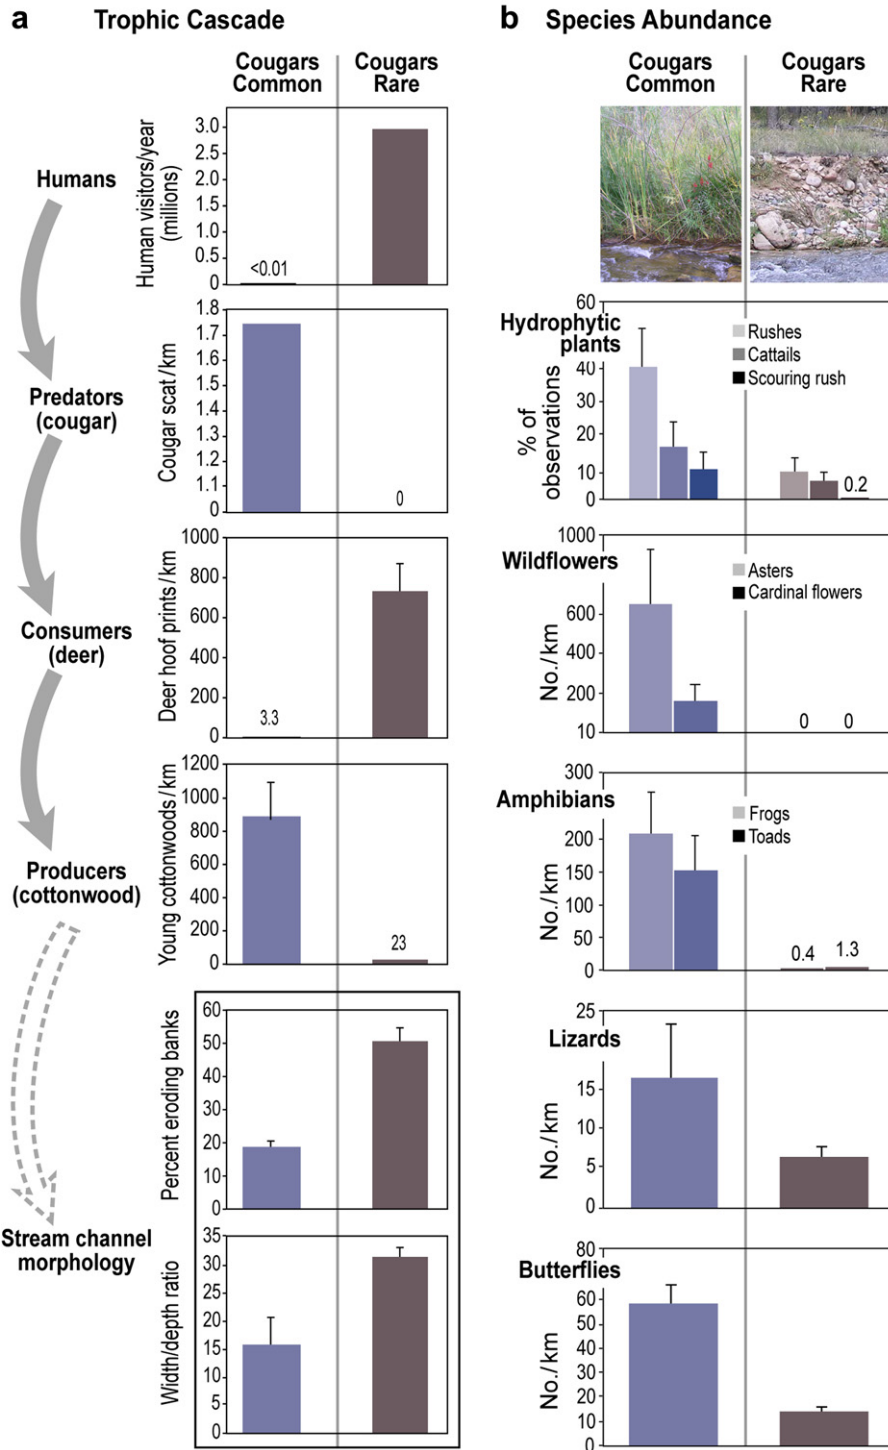 a Trophic Cascade
Cougars
Common
Cougars
Rare
Humans
Human visitors/year
(millions)
3.0
2.5
2.0
1.5
1.0
0.5
0
<0.01
Predators
(cougar)
Cougar scat/km
1.8
1.7
1.6
1.4
1.3
1.2
1.1
0
0
Consumers
(deer)
Deer hoof prints/km
1000
800
600
400
200
0
3.3
Producers
(cottonwood)
Young cottonwoods/km
1200
1000
800
600
400
200
0
23
Stream channel
morphology
Percent eroding banks
60
50
40
30
20
10
0
Width/depth ratio
35
30
25
20
15
10
5
0
b Species Abundance
Cougars
Common
Cougars
Rare
Hydrophytic
plants
% of
observations
60
40
30
20
10
0
Rushes
Cattails
Scouring rush
0.2
Wildflowers
No./km
1000
600
200
10
Asters
Cardinal flowers
0 0
Amphibians
No./km
300
200
150
100
50
0
Frogs
Toads
0.4 1.3
Lizards
No./km
25
15
10
5
0
Butterflies
No./km
80
60
50
40
30
20
10
0